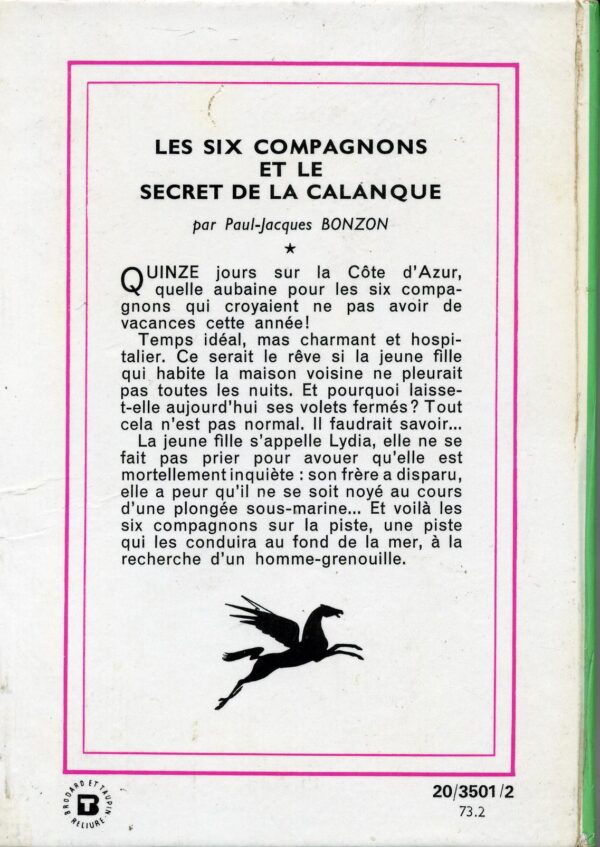 LES SIX COMPAGNONS
ET LE
SECRET DE LA CALANQUE
par Paul-Jacques BONZON
★
QUINZE jours sur la Côte d'Azur,
quelle aubaine pour les six compa-
gnons qui croyaient ne pas avoir de
vacances cette année!
Temps idéal, mas charmant et hospi-
talier. Ce serait le rêve si la jeune fille
qui habite la maison voisine ne pleurait
pas toutes les nuits. Et pourquoi laisse-
t-elle aujourd'hui ses volets fermés? Tout
cela n'est pas normal. Il faudrait savoir...
La jeune fille s'appelle Lydia, elle ne se
fait pas prier pour avouer qu'elle est
mortellement inquiète : son frère a disparu,
elle a peur qu'il ne se soit noyé au cours
d'une plongée sous-marine... Et voilà les
six compagnons sur la piste, une piste
qui les conduira au fond de la mer, à la
recherche d'un homme-grenouille.
BRODARD ET TAUPIN
BT
RELIURE
20/3501/2
73.2